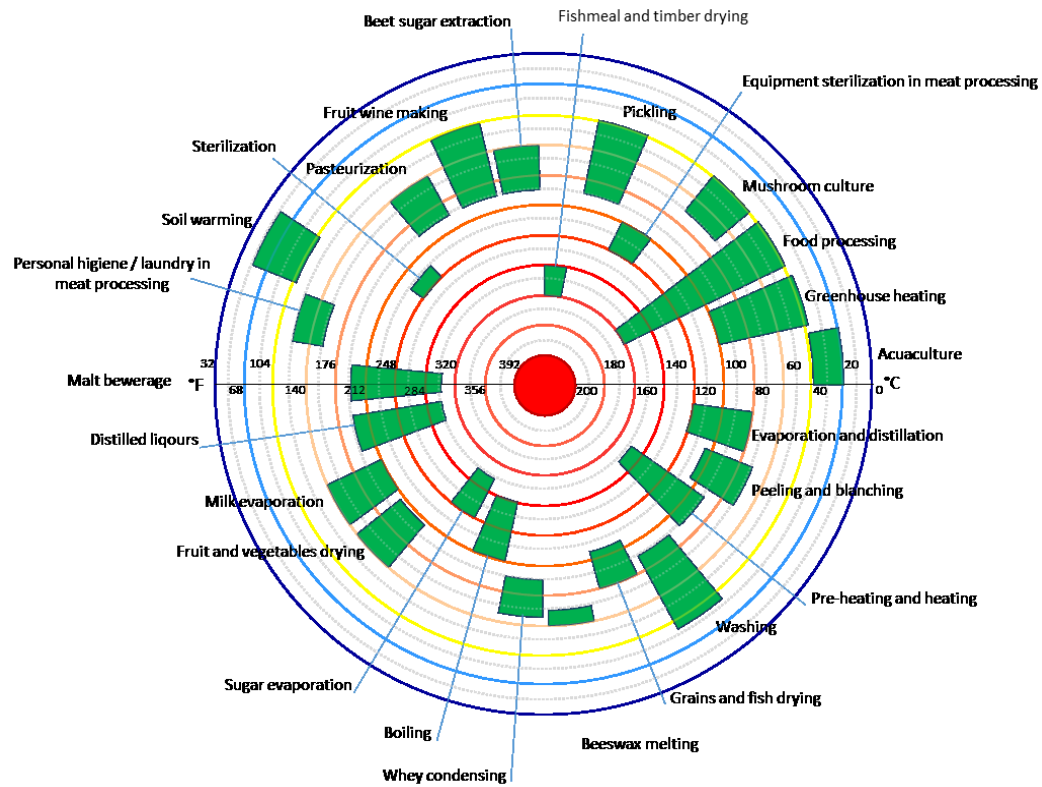 Fishmeal and timber drying
Beet sugar extraction
Equipment sterilization in meat processing
Fruit wine making
Pickling
Sterilization
Pasteurization
Mushroom culture
Soil warming
Food processing
Personal higiene / laundry in
meat processing
Greenhouse heating
32 104 176 248 320 392 180 140 100 60 20
Acuaculture
Malt bewerage
°F 68 140 212 284 356 200 160 120 80 40 0 °C
Distilled liqours
Evaporation and distillation
Peeling and blanching
Milk evaporation
Fruit and vegetables drying
Pre-heating and heating
Washing
Sugar evaporation
Grains and fish drying
Boiling
Beeswax melting
Whey condensing